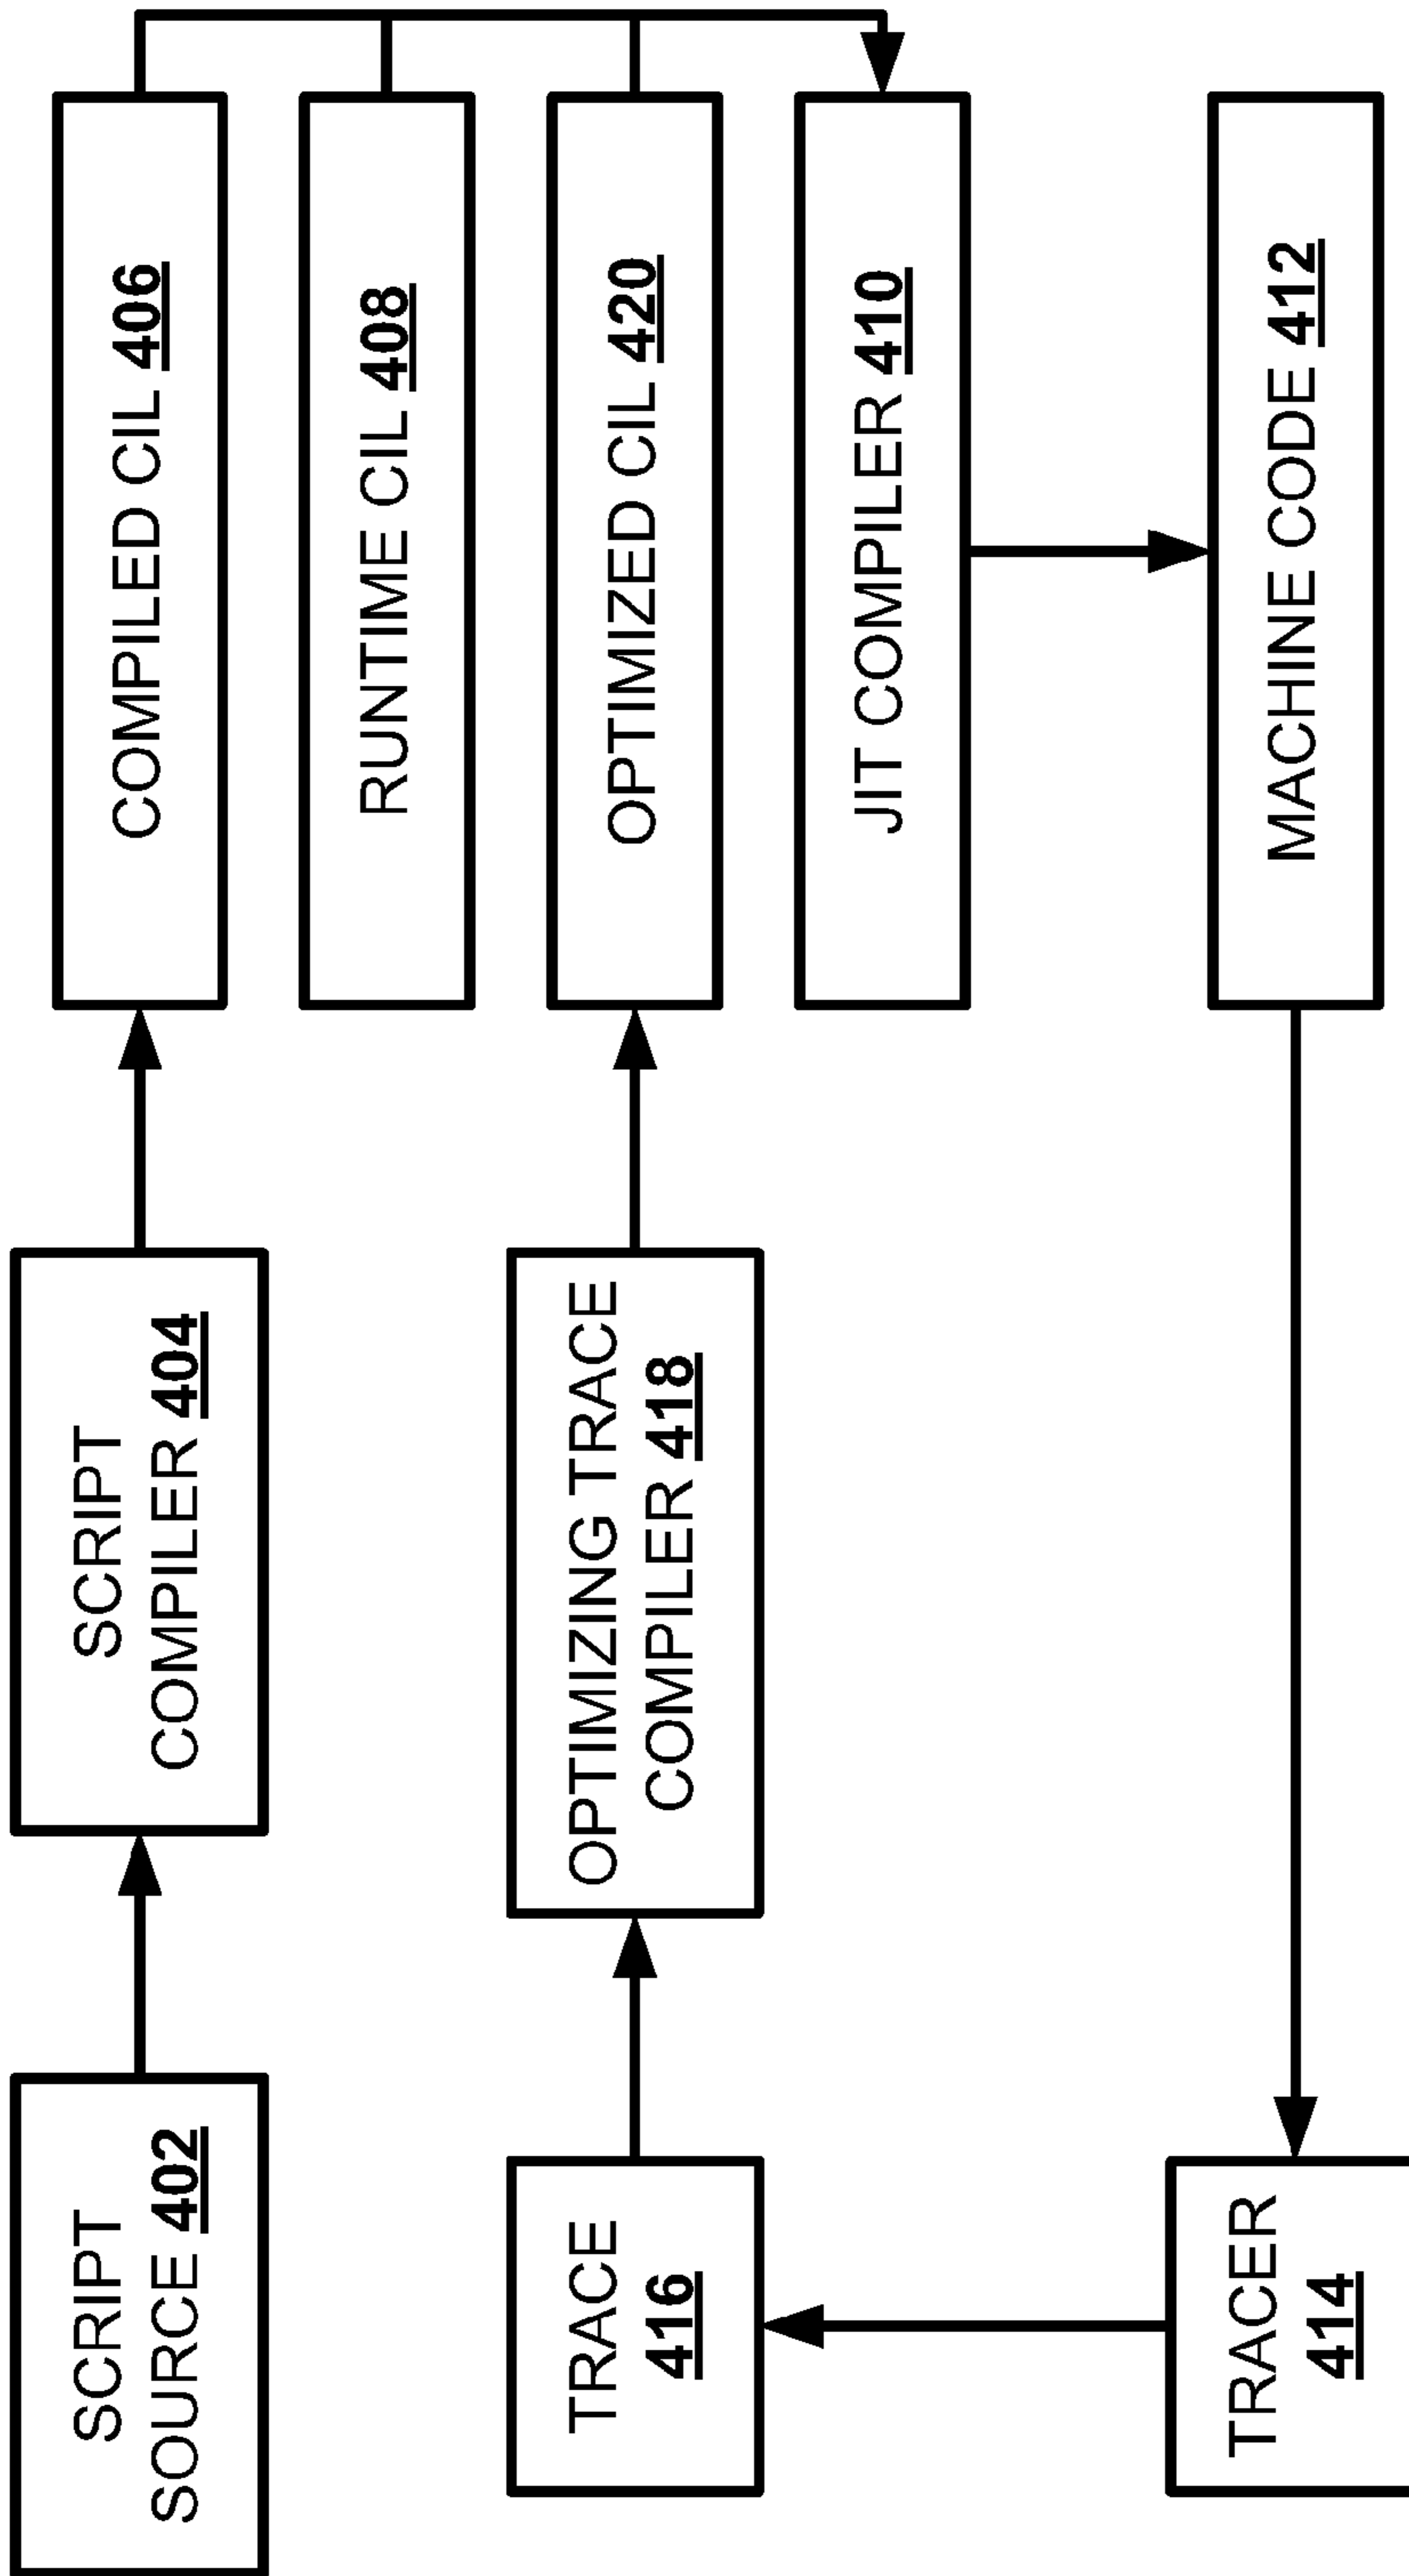 SCRIPT
SOURCE 402
SCRIPT
COMPILER 404
COMPILED CIL 406
RUNTIME CIL 408
TRACE
416
OPTIMIZING TRACE
COMPILER 418
OPTIMIZED CIL 420
JIT COMPILER 410
TRACER
414
MACHINE CODE 412